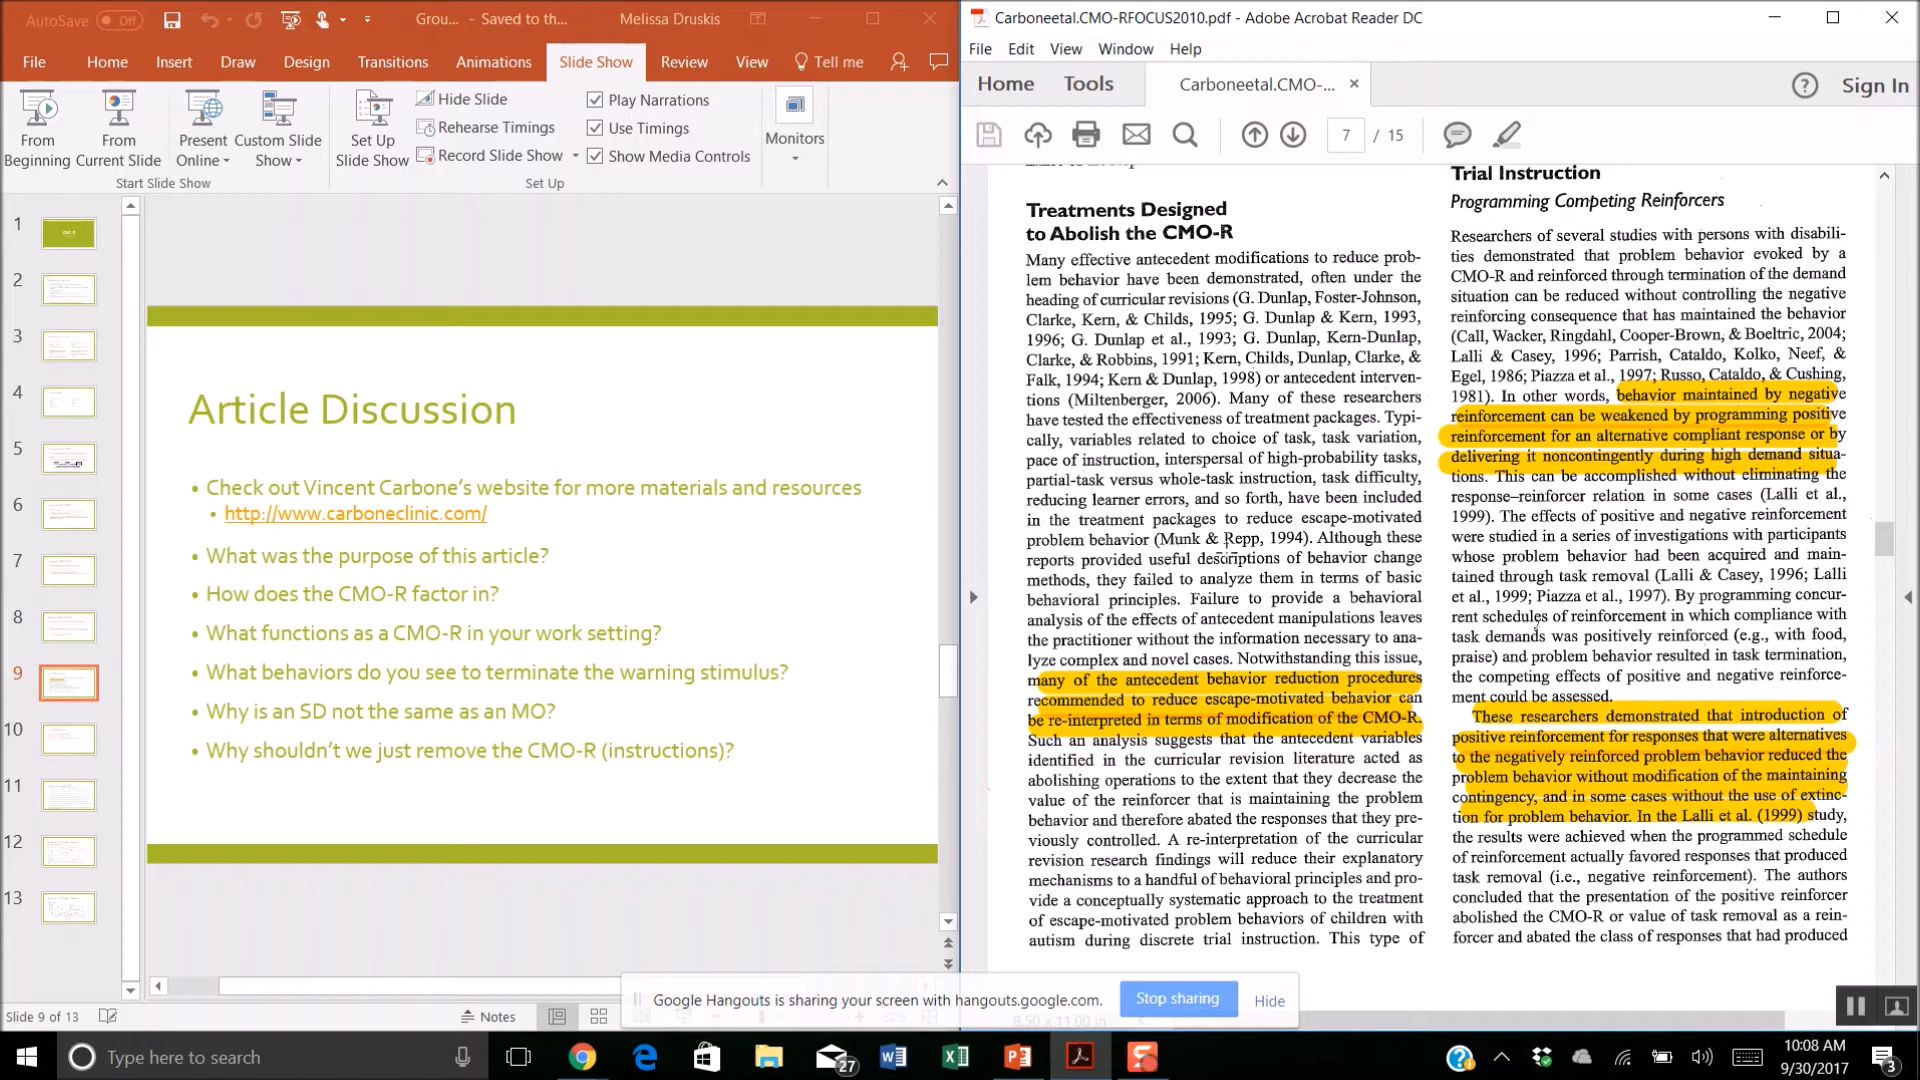 AutoSave Off
Grou... - Saved to th...
Melissa Druskis
File Home Insert Draw Design Transitions Animations Slide Show Review View Tell me
From Beginning
From Current Slide
Present Online
Custom Slide Show
Set Up Slide Show
Hide Slide
Rehearse Timings
Record Slide Show
Play Narrations
Use Timings
Show Media Controls
Monitors
Start Slide Show
Set Up
1
2
3
4
5
6
7
8
9
10
11
12
13
Article Discussion
• Check out Vincent Carbone's website for more materials and resources
• http://www.carboneclinic.com/
• What was the purpose of this article?
• How does the CMO-R factor in?
• What functions as a CMO-R in your work setting?
• What behaviors do you see to terminate the warning stimulus?
• Why is an SD not the same as an MO?
• Why shouldn't we just remove the CMO-R (instructions)?
Slide 9 of 13
Notes
Carboneetal.CMO-RFOCUS2010.pdf - Adobe Acrobat Reader DC
File Edit View Window Help
Home Tools Carboneetal.CMO-... × ? Sign In
7 / 15
Treatments Designed
to Abolish the CMO-R
Many effective antecedent modifications to reduce prob-
lem behavior have been demonstrated, often under the
heading of curricular revisions (G. Dunlap, Foster-Johnson,
Clarke, Kern, & Childs, 1995; G. Dunlap & Kern, 1993,
1996; G. Dunlap et al., 1993; G. Dunlap, Kern-Dunlap,
Clarke, & Robbins, 1991; Kern, Childs, Dunlap, Clarke, &
Falk, 1994; Kern & Dunlap, 1998) or antecedent interven-
tions (Miltenberger, 2006). Many of these researchers
have tested the effectiveness of treatment packages. Typi-
cally, variables related to choice of task, task variation,
pace of instruction, interspersal of high-probability tasks,
partial-task versus whole-task instruction, task difficulty,
reducing learner errors, and so forth, have been included
in the treatment packages to reduce escape-motivated
problem behavior (Munk & Repp, 1994). Although these
reports provided useful descriptions of behavior change
methods, they failed to analyze them in terms of basic
behavioral principles. Failure to provide a behavioral
analysis of the effects of antecedent manipulations leaves
the practitioner without the information necessary to ana-
lyze complex and novel cases. Notwithstanding this issue,
many of the antecedent behavior reduction procedures
recommended to reduce escape-motivated behavior can
be re-interpreted in terms of modification of the CMO-R.
Such an analysis suggests that the antecedent variables
identified in the curricular revision literature acted as
abolishing operations to the extent that they decrease the
value of the reinforcer that is maintaining the problem
behavior and therefore abated the responses that they pre-
viously controlled. A re-interpretation of the curricular
revision research findings will reduce their explanatory
mechanisms to a handful of behavioral principles and pro-
vide a conceptually systematic approach to the treatment
of escape-motivated problem behaviors of children with
autism during discrete trial instruction. This type of
Trial Instruction
Programming Competing Reinforcers
Researchers of several studies with persons with disabili-
ties demonstrated that problem behavior evoked by a
CMO-R and reinforced through termination of the demand
situation can be reduced without controlling the negative
reinforcing consequence that has maintained the behavior
(Call, Wacker, Ringdahl, Cooper-Brown, & Boeltric, 2004;
Lalli & Casey, 1996; Parrish, Cataldo, Kolko, Neef, &
Egel, 1986; Piazza et al., 1997; Russo, Cataldo, & Cushing,
1981). In other words, behavior maintained by negative
reinforcement can be weakened by programming positive
reinforcement for an alternative compliant response or by
delivering it noncontingently during high demand situa-
tions. This can be accomplished without eliminating the
response–reinforcer relation in some cases (Lalli et al.,
1999). The effects of positive and negative reinforcement
were studied in a series of investigations with participants
whose problem behavior had been acquired and main-
tained through task removal (Lalli & Casey, 1996; Lalli
et al., 1999; Piazza et al., 1997). By programming concur-
rent schedules of reinforcement in which compliance with
task demands was positively reinforced (e.g., with food,
praise) and problem behavior resulted in task termination,
the competing effects of positive and negative reinforce-
ment could be assessed.
These researchers demonstrated that introduction of
positive reinforcement for responses that were alternatives
to the negatively reinforced problem behavior reduced the
problem behavior without modification of the maintaining
contingency, and in some cases without the use of extinc-
tion for problem behavior. In the Lalli et al. (1999) study,
the results were achieved when the programmed schedule
of reinforcement actually favored responses that produced
task removal (i.e., negative reinforcement). The authors
concluded that the presentation of the positive reinforcer
abolished the CMO-R or value of task removal as a rein-
forcer and abated the class of responses that had produced
8.50 x 11.00 in
Google Hangouts is sharing your screen with hangouts.google.com. Stop sharing Hide
Type here to search
27
10:08 AM
9/30/2017
3